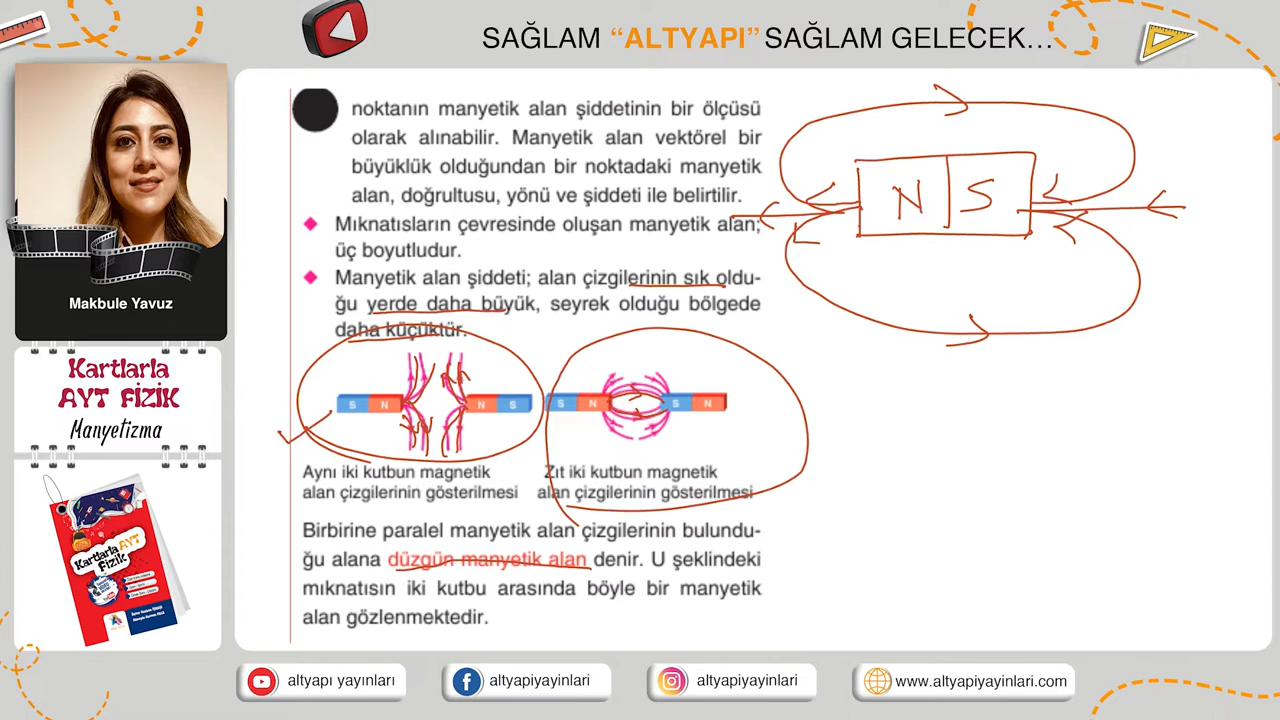 SAĞLAM "ALTYAPI" SAĞLAM GELECEK...
Makbule Yavuz
Kartlarla
AYT FİZİK
Manyetizma
Kartlarla AYT
Fizik
noktanın manyetik alan şiddetinin bir ölçüsü
olarak alınabilir. Manyetik alan vektörel bir
büyüklük olduğundan bir noktadaki manyetik
alan, doğrultusu, yönü ve şiddeti ile belirtilir.
Mıknatısların çevresinde oluşan manyetik alan;
üç boyutludur.
Manyetik alan şiddeti; alan çizgilerinin sık oldu-
ğu yerde daha büyük, seyrek olduğu bölgede
daha küçüktür.
S N N S
S N S N
Aynı iki kutbun magnetik
alan çizgilerinin gösterilmesi
Zıt iki kutbun magnetik
alan çizgilerinin gösterilmesi
Birbirine paralel manyetik alan çizgilerinin bulundu-
ğu alana düzgün manyetik alan denir. U şeklindeki
mıknatısın iki kutbu arasında böyle bir manyetik
alan gözlenmektedir.
N S
altyapı yayınları
altyapiyayinlari
altyapiyayinlari
www.altyapiyayinlari.com